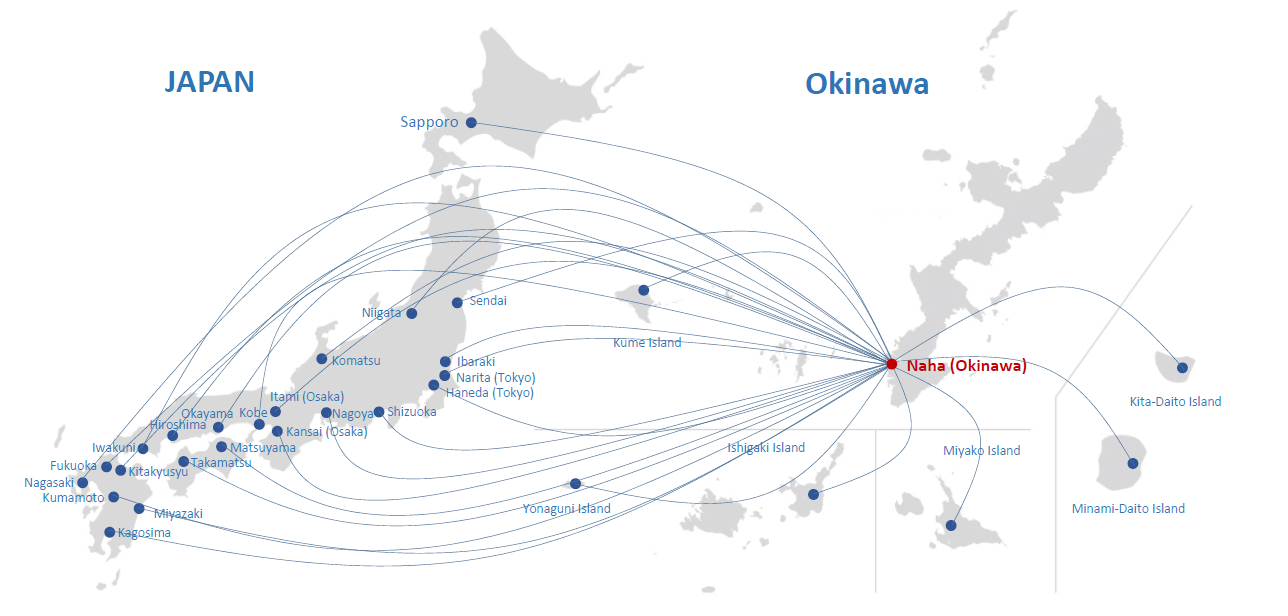 JAPAN
Okinawa
Sapporo
Sendai
Niigata
Kume Island
Komatsu
Ibaraki
Naha (Okinawa)
Narita (Tokyo)
Haneda (Tokyo)
Itami (Osaka)
Kita-Daito Island
Okayama
Kobe
Nagoya
Shizuoka
Hiroshima
Kansai (Osaka)
Iwakuni
Matsuyama
Ishigaki Island
Miyako Island
Fukuoka
Takamatsu
Kitakyusyu
Nagasaki
Kumamoto
Yonaguni Island
Minami-Daito Island
Miyazaki
Kagosima